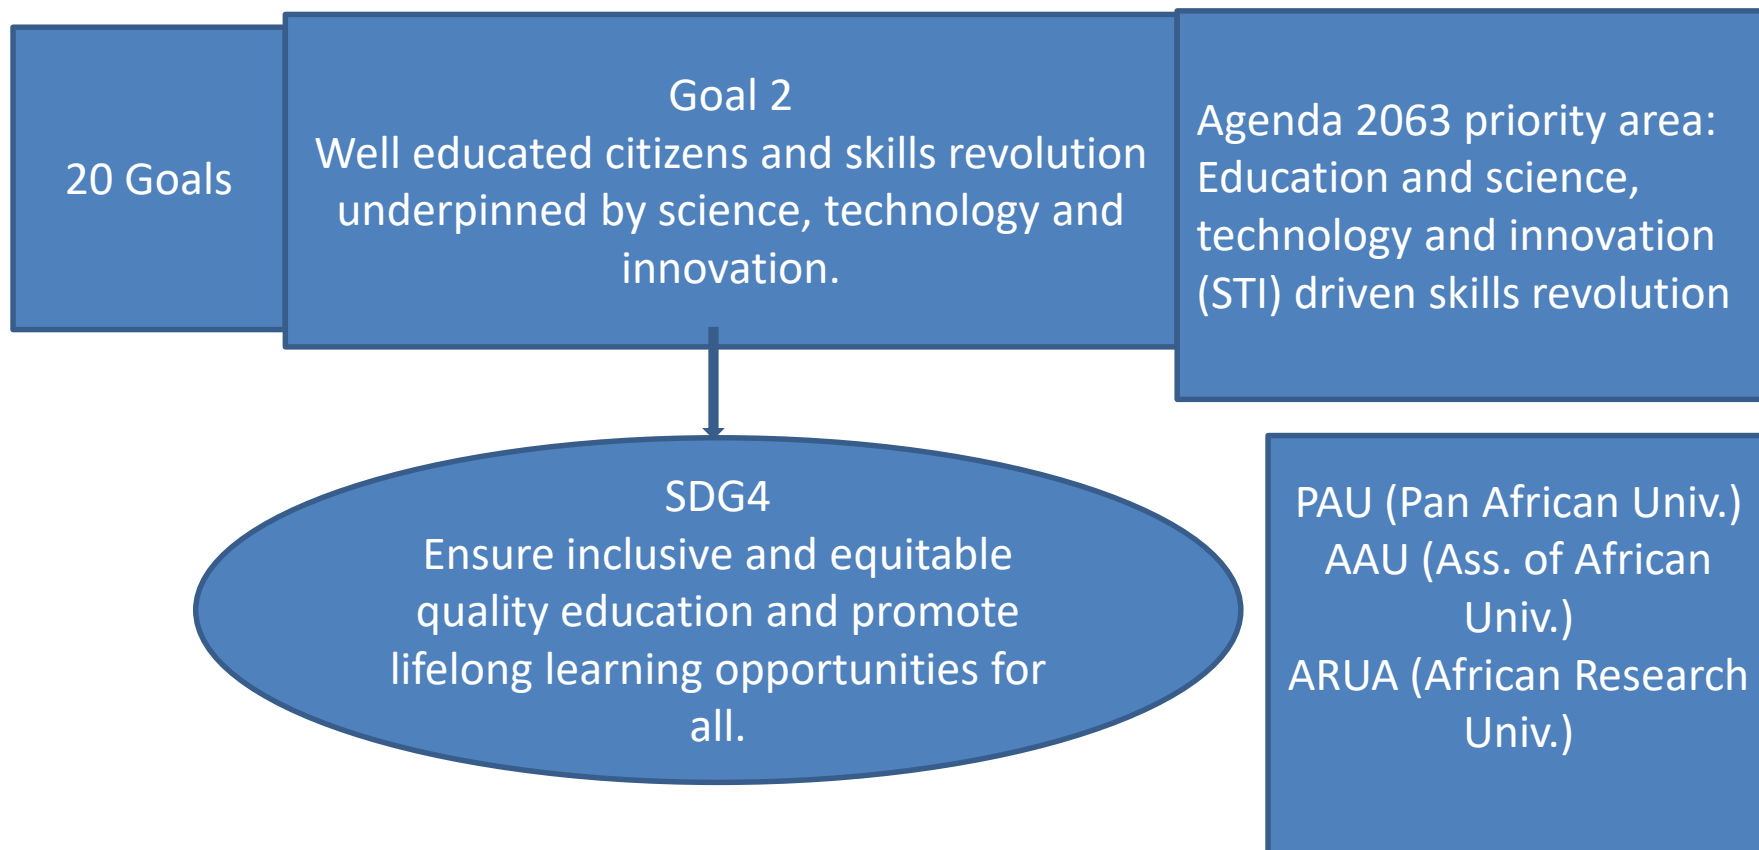 20 Goals
Goal 2
Well educated citizens and skills revolution
underpinned by science, technology and
innovation.
Agenda 2063 priority area:
Education and science,
technology and innovation
(STI) driven skills revolution
SDG4
Ensure inclusive and equitable
quality education and promote
lifelong learning opportunities for
all.
PAU (Pan African Univ.)
AAU (Ass. of African
Univ.)
ARUA (African Research
Univ.)